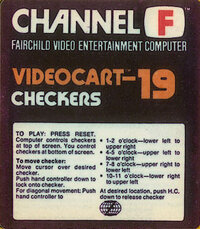 CHANNEL F
FAIRCHILD VIDEO ENTERTAINMENT COMPUTER
VIDEOCART-19
CHECKERS
TO PLAY: PRESS RESET.
Computer controls checkers
at top of screen. You control
checkers at bottom of screen.
To move checker:
Move cursor over desired
checker.
Push hand controller down to
lock onto checker.
For diagonal movement: Push
hand controller to
• 1-2 o'clock—lower left to
upper right
• 4-5 o'clock—upper left to
lower right
• 7-8 o'clock—upper right to
lower left
• 10-11 o'clock—lower right
to upper left
At desired location, push H.C.
down to release checker